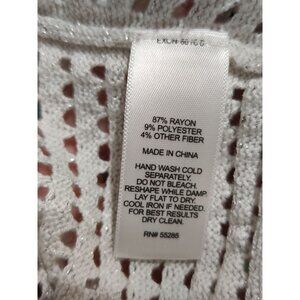 87% RAYON
9% POLYESTER
4% OTHER FIBER
MADE IN CHINA
HAND WASH COLD
SEPARATELY.
DO NOT BLEACH.
RESHAPE WHILE DAMP.
LAY FLAT TO DRY.
COOL IRON IF NEEDED.
FOR BEST RESULTS
DRY CLEAN.
RN# 55285